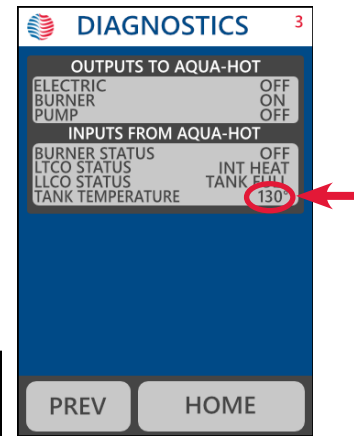 DIAGNOSTICS 3
OUTPUTS TO AQUA-HOT
ELECTRIC OFF
BURNER ON
PUMP OFF
INPUTS FROM AQUA-HOT
BURNER STATUS OFF
LTCO STATUS INT HEAT
LLCO STATUS TANK FULL
TANK TEMPERATURE 130°
PREV HOME